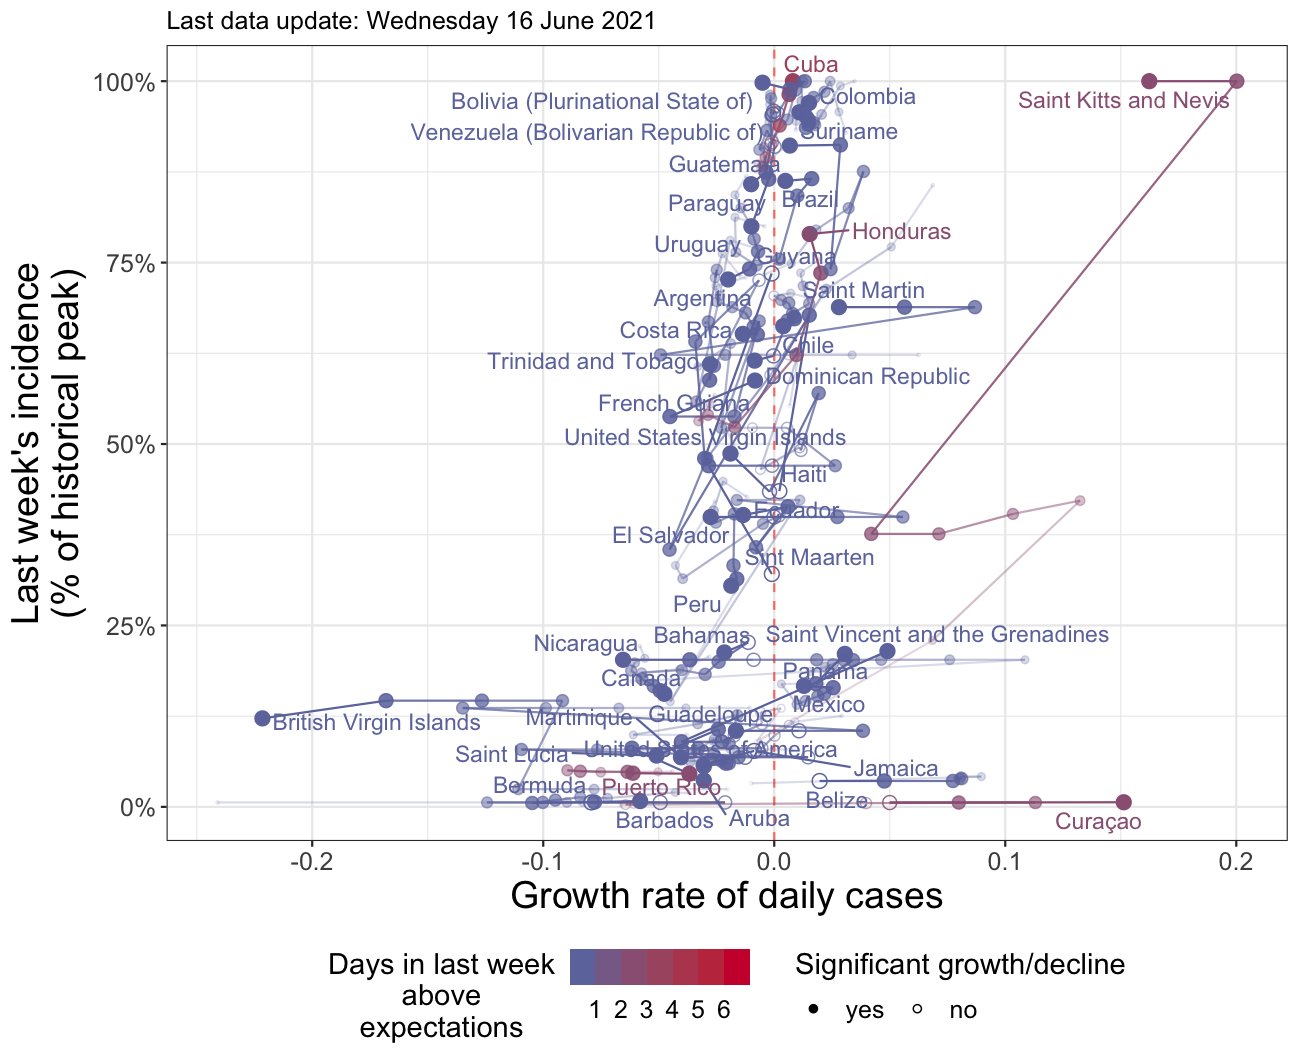 Last data update: Wednesday 16 June 2021
Last week's incidence
(% of historical peak)
100%
75%
50%
25%
0%
Cuba
Bolivia (Plurinational State of)
Colombia
Saint Kitts and Nevis
Venezuela (Bolivarian Republic of)
Suriname
Guatemala
Paraguay
Brazil
Honduras
Uruguay
Guyana
Argentina
Saint Martin
Costa Rica
Chile
Trinidad and Tobago
Dominican Republic
French Guiana
United States Virgin Islands
Haiti
Ecuador
El Salvador
Sint Maarten
Peru
Nicaragua
Bahamas
Saint Vincent and the Grenadines
Canada
Panama
Mexico
British Virgin Islands
Martinique
Guadeloupe
Saint Lucia
United States of America
Jamaica
Bermuda
Puerto Rico
Belize
Barbados
Aruba
Curaçao
-0.2
-0.1
0.0
0.1
0.2
Growth rate of daily cases
Days in last week
above
expectations
1 2 3 4 5 6
Significant growth/decline
yes
no